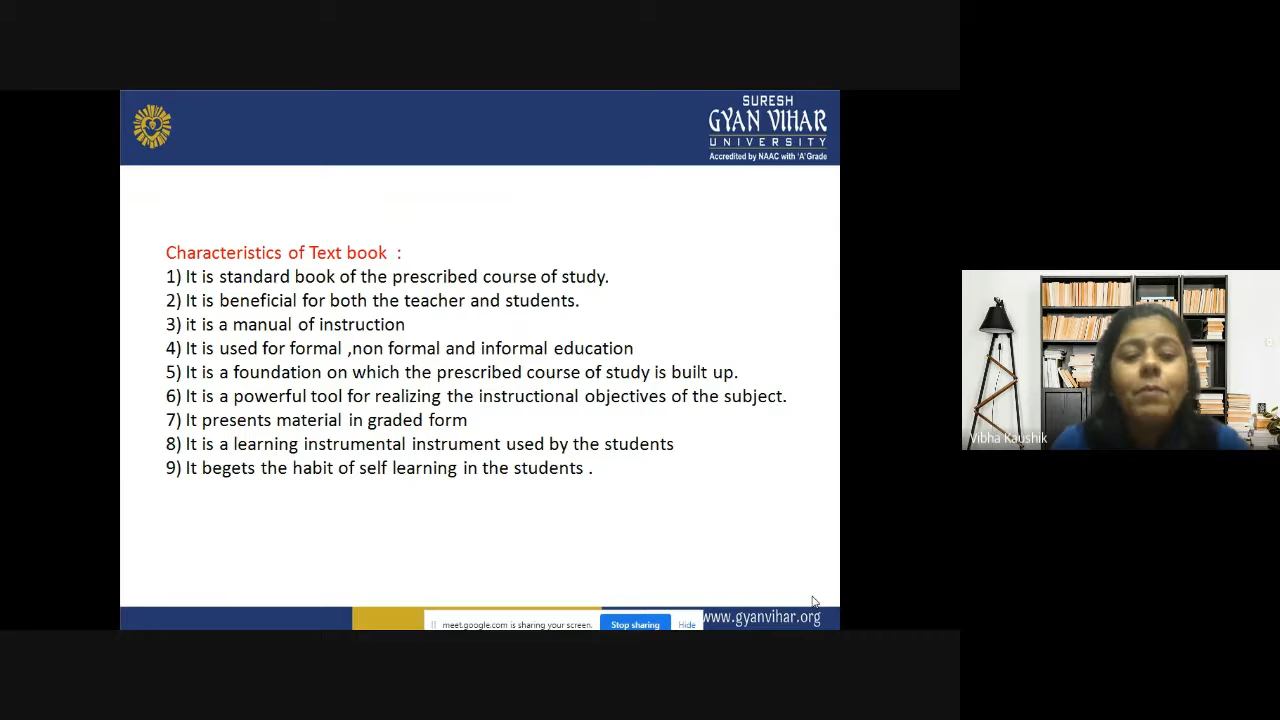 SURESH
GYAN VIHAR
UNIVERSITY
Accredited by NAAC with 'A' Grade
Characteristics of Text book :
1) It is standard book of the prescribed course of study.
2) It is beneficial for both the teacher and students.
3) it is a manual of instruction
4) It is used for formal ,non formal and informal education
5) It is a foundation on which the prescribed course of study is built up.
6) It is a powerful tool for realizing the instructional objectives of the subject.
7) It presents material in graded form
8) It is a learning instrumental instrument used by the students
9) It begets the habit of self learning in the students .
Vibha Kaushik
meet.google.com is sharing your screen. Stop sharing Hide
www.gyanvihar.org